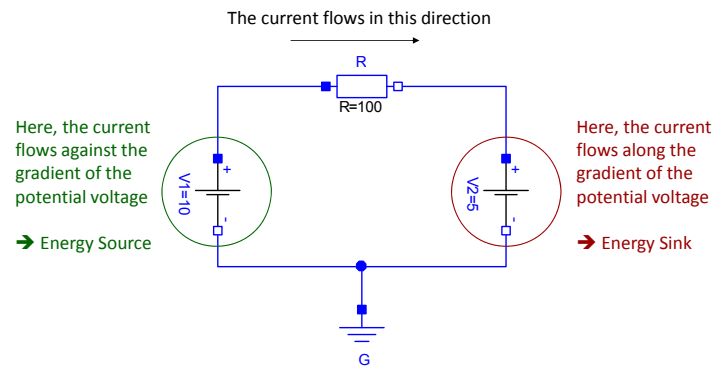 The current flows in this direction
R
R=100
Here, the current
flows against the
gradient of the
potential voltage
➔ Energy Source
+
V1=10
-
+
V2=5
-
Here, the current
flows along the
gradient of the
potential voltage
➔ Energy Sink
G